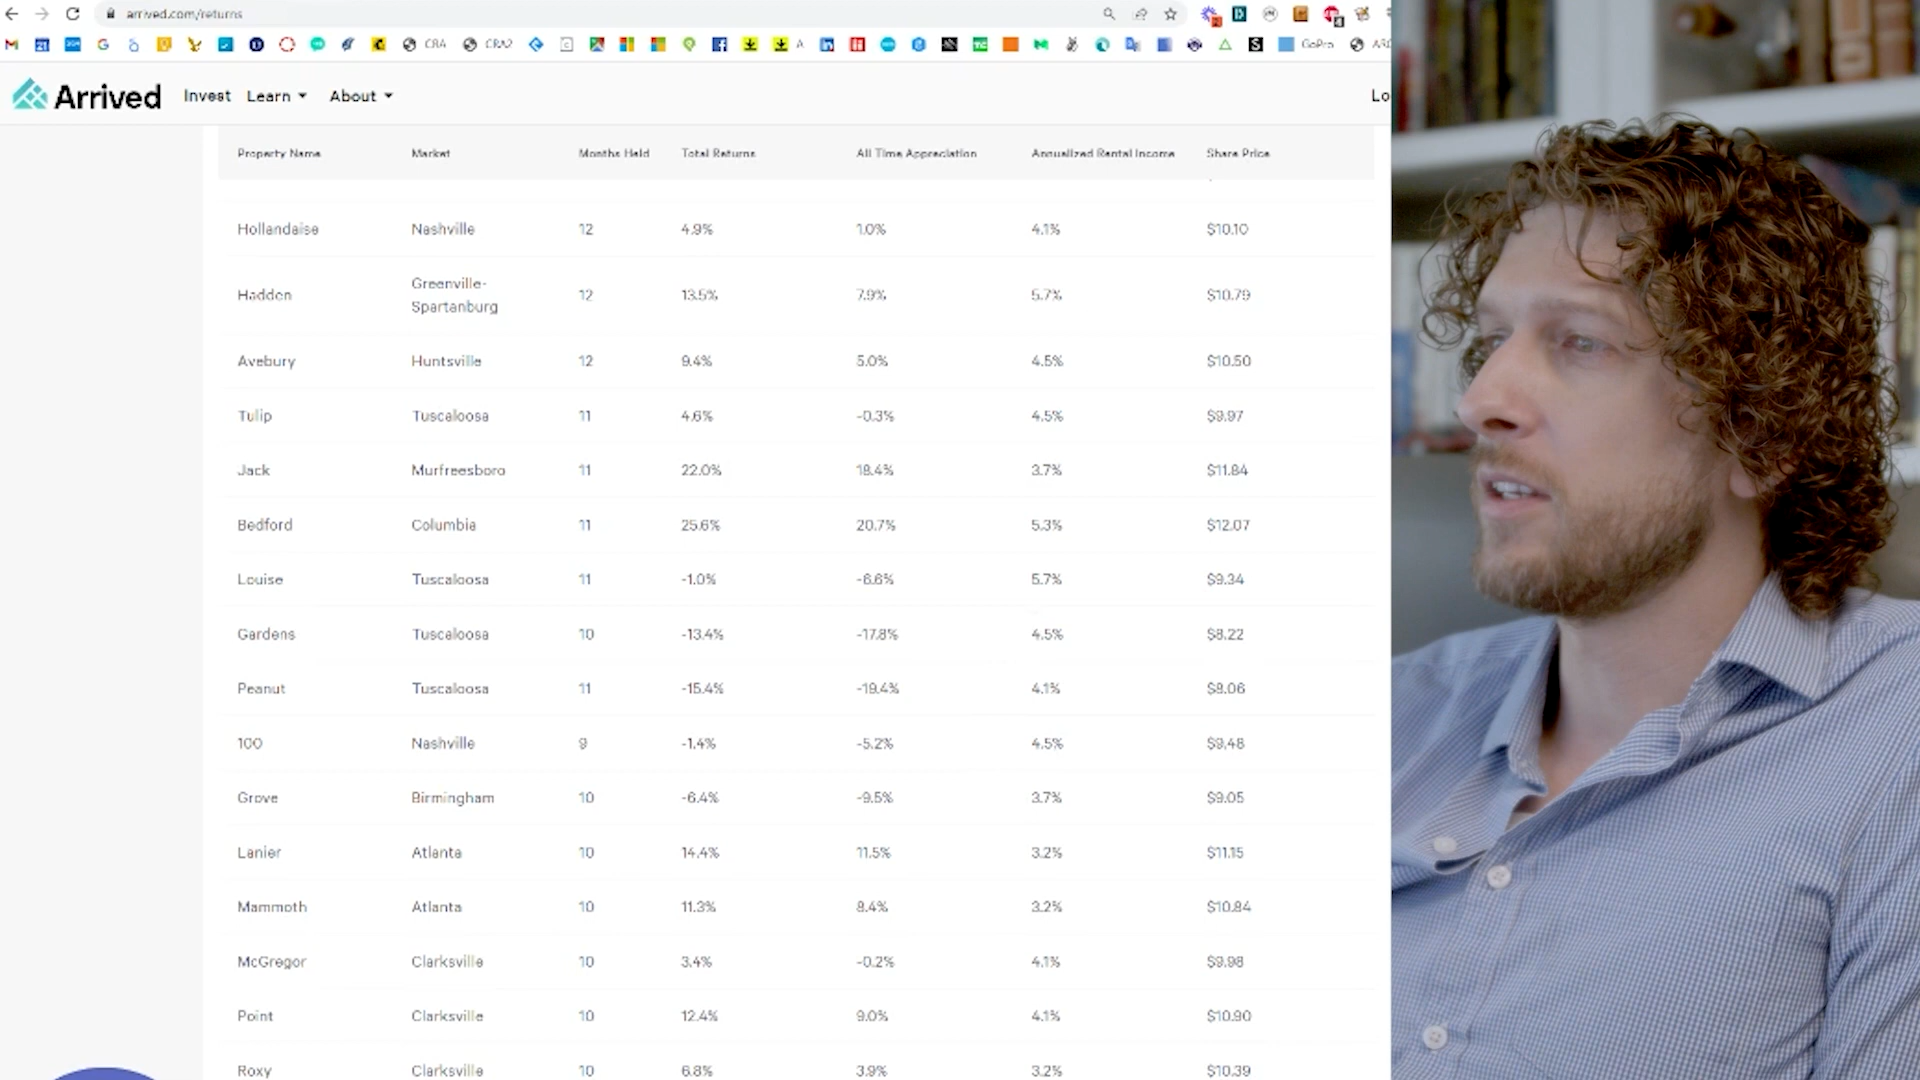 arrived.com/returns
CRA
CRA2
A
GoPro
Arrived
Invest
Learn
About
Property Name Market Months Held Total Returns All Time Appreciation Annualized Rental Income Share Price
Hollandaise Nashville 12 4.9% 1.0% 4.1% $10.10
Hadden Greenville-Spartanburg 12 13.5% 7.9% 5.7% $10.79
Avebury Huntsville 12 9.4% 5.0% 4.5% $10.50
Tulip Tuscaloosa 11 4.6% -0.3% 4.5% $9.97
Jack Murfreesboro 11 22.0% 18.4% 3.7% $11.84
Bedford Columbia 11 25.6% 20.7% 5.3% $12.07
Louise Tuscaloosa 11 -1.0% -6.6% 5.7% $9.34
Gardens Tuscaloosa 10 -13.4% -17.8% 4.5% $8.22
Peanut Tuscaloosa 11 -15.4% -19.4% 4.1% $8.06
100 Nashville 9 -1.4% -5.2% 4.5% $9.48
Grove Birmingham 10 -6.4% -9.5% 3.7% $9.05
Lanier Atlanta 10 14.4% 11.5% 3.2% $11.15
Mammoth Atlanta 10 11.3% 8.4% 3.2% $10.84
McGregor Clarksville 10 3.4% -0.2% 4.1% $9.98
Point Clarksville 10 12.4% 9.0% 4.1% $10.90
Roxy Clarksville 10 6.8% 3.9% 3.2% $10.39